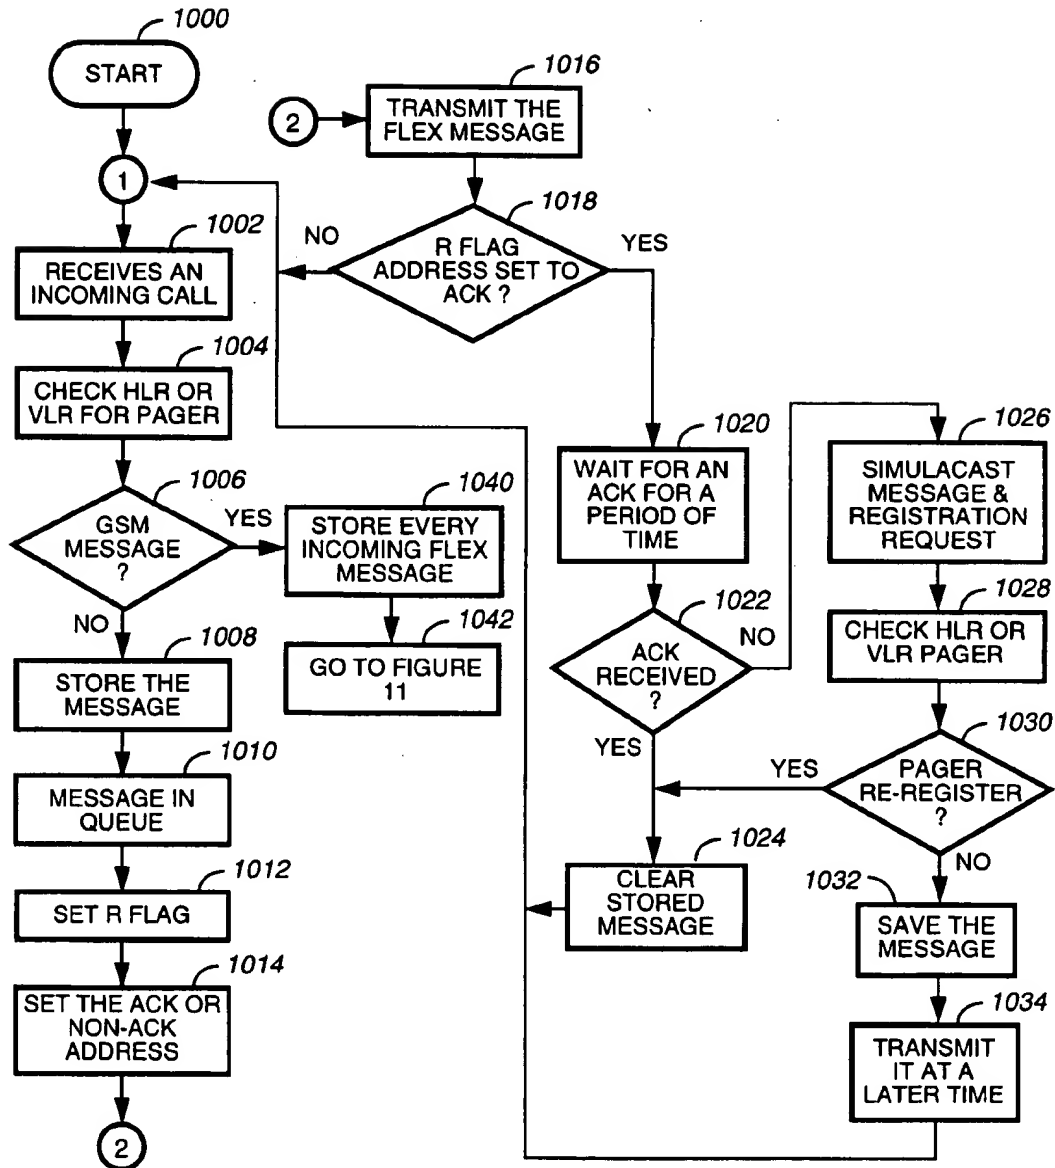 1000
START
1
1002
RECEIVES AN
INCOMING CALL
1004
CHECK HLR OR
VLR FOR PAGER
1006
GSM
MESSAGE
?
YES
NO
1040
STORE EVERY
INCOMING FLEX
MESSAGE
1042
GO TO FIGURE
11
1008
STORE THE
MESSAGE
1010
MESSAGE IN
QUEUE
1012
SET R FLAG
1014
SET THE ACK OR
NON-ACK
ADDRESS
2
2
1016
TRANSMIT THE
FLEX MESSAGE
1018
R FLAG
ADDRESS SET TO
ACK ?
NO
YES
1020
WAIT FOR AN
ACK FOR A
PERIOD OF
TIME
1022
ACK
RECEIVED
?
NO
YES
1024
CLEAR
STORED
MESSAGE
1026
SIMULACAST
MESSAGE &
REGISTRATION
REQUEST
1028
CHECK HLR OR
VLR PAGER
1030
PAGER
RE-REGISTER
?
YES
NO
1032
SAVE THE
MESSAGE
1034
TRANSMIT
IT AT A
LATER TIME